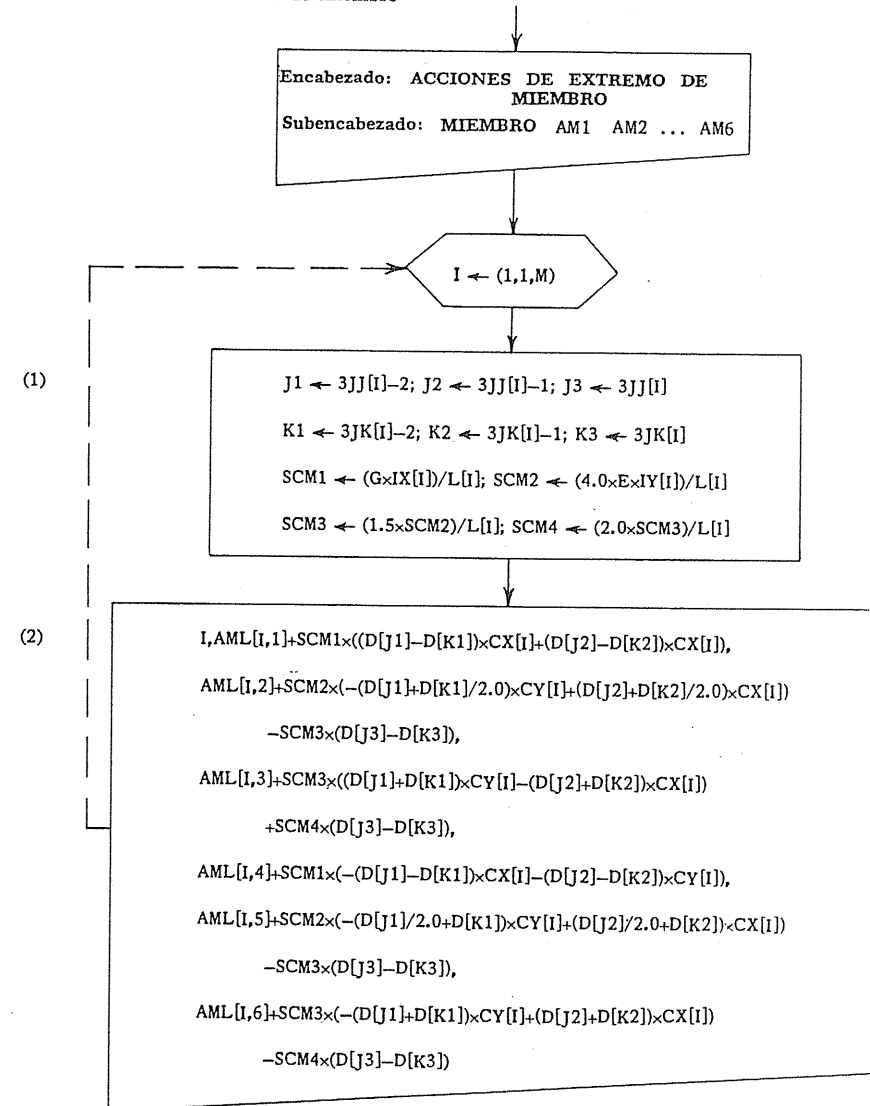 Encabezado: ACCIONES DE EXTREMO DE
MIEMBRO
Subencabezado: MIEMBRO AM1 AM2 ... AM6
I ← (1,1,M)
(1)
J1 ← 3JJ[I]–2; J2 ← 3JJ[I]–1; J3 ← 3JJ[I]
K1 ← 3JK[I]–2; K2 ← 3JK[I]–1; K3 ← 3JK[I]
SCM1 ← (G×IX[I])/L[I]; SCM2 ← (4.0×E×IY[I])/L[I]
SCM3 ← (1.5×SCM2)/L[I]; SCM4 ← (2.0×SCM3)/L[I]
(2)
I,AML[I,1]+SCM1×((D[J1]–D[K1])×CX[I]+(D[J2]–D[K2])×CX[I]),
AML[I,2]+SCM2×(–(D[J1]+D[K1]/2.0)×CY[I]+(D[J2]+D[K2]/2.0)×CX[I])
–SCM3×(D[J3]–D[K3]),
AML[I,3]+SCM3×((D[J1]+D[K1])×CY[I]–(D[J2]+D[K2])×CX[I])
+SCM4×(D[J3]–D[K3]),
AML[I,4]+SCM1×(–(D[J1]–D[K1])×CX[I]–(D[J2]–D[K2])×CY[I]),
AML[I,5]+SCM2×(–(D[J1]/2.0+D[K1])×CY[I]+(D[J2]/2.0+D[K2])×CX[I])
–SCM3×(D[J3]–D[K3]),
AML[I,6]+SCM3×(–(D[J1]+D[K1])×CY[I]+(D[J2]+D[K2])×CX[I])
–SCM4×(D[J3]–D[K3])